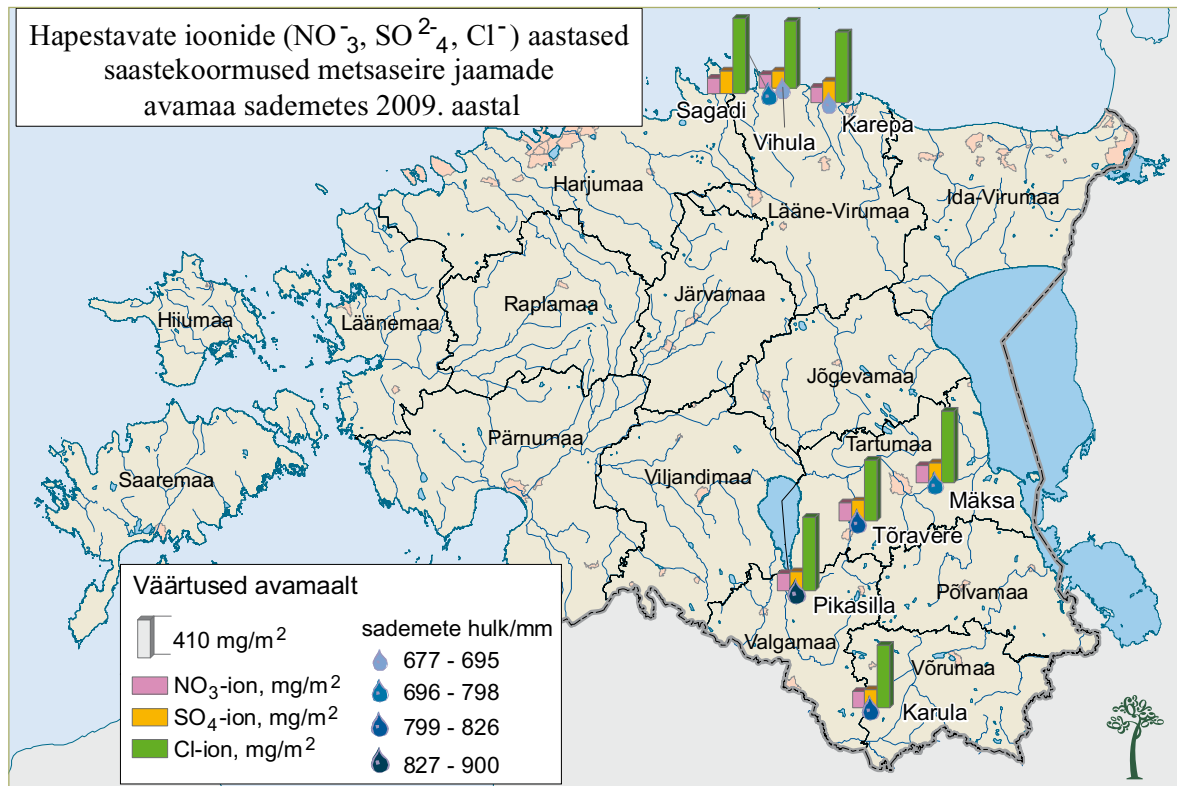 Hapestavate ioonide (NO⁻₃, SO²⁻₄, Cl⁻) aastased
saastekoormused metsaseire jaamade
avamaa sademetes 2009. aastal
Sagadi
Vihula
Karepa
Harjumaa
Lääne-Virumaa
Ida-Virumaa
Hiiumaa
Läänemaa
Raplamaa
Järvamaa
Jõgevamaa
Saaremaa
Pärnumaa
Viljandimaa
Tartumaa
Mäksa
Tõravere
Pikasilla
Põlvamaa
Valgamaa
Võrumaa
Karula
Väärtused avamaalt
410 mg/m²
NO₃-ion, mg/m²
SO₄-ion, mg/m²
Cl-ion, mg/m²
sademete hulk/mm
677 - 695
696 - 798
799 - 826
827 - 900